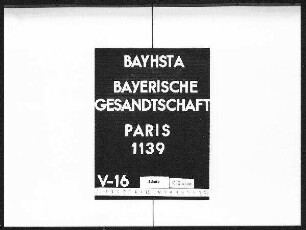 BAYHSTA
BAYERISCHE
GESANDTSCHAFT
PARIS
1139
V-16